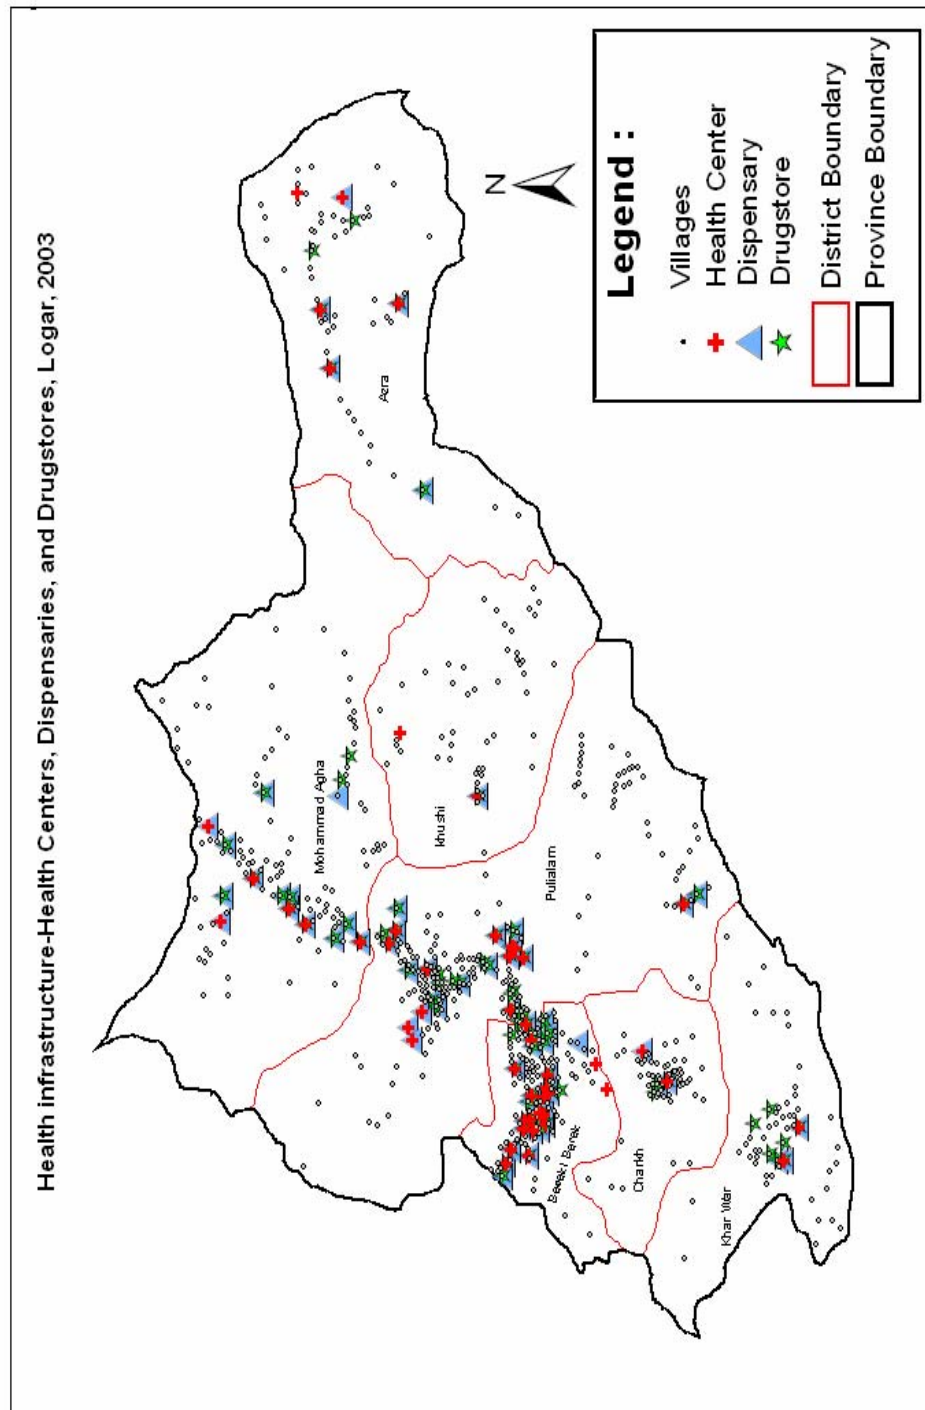 Health infrastructure-Health Centers, Dispensaries, and Drugstores, Logar, 2003
Azra
Mohammad Agha
khushi
Pulialam
Baraki Barak
Charkh
Khar War
N
Legend :
Villages
Health Center
Dispensary
Drugstore
District Boundary
Province Boundary